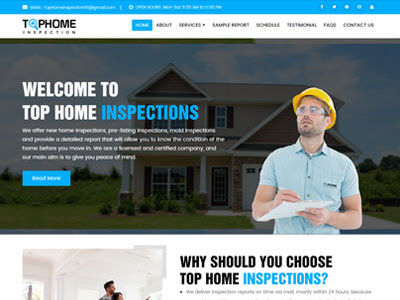 EMAIL: TopHomeInspection01@gmail.com | OPEN HOURS: Mon-Sat 8:00 AM to 5:00 PM
TOPHOME
INSPECTION
HOME ABOUT SERVICES SAMPLE REPORT SCHEDULE TESTIMONIAL FAQS CONTACT US
WELCOME TO
TOP HOME INSPECTIONS
We offer new home inspections, pre-listing inspections, mold inspections
and provide a detailed report that will allow you to know the condition of the
home before you move in. We are a licensed and certified company, and
our main aim is to give you peace of mind.
Read More
WHY SHOULD YOU CHOOSE
TOP HOME INSPECTIONS?
We deliver inspection reports on time via mail, mostly within 24 hours, because